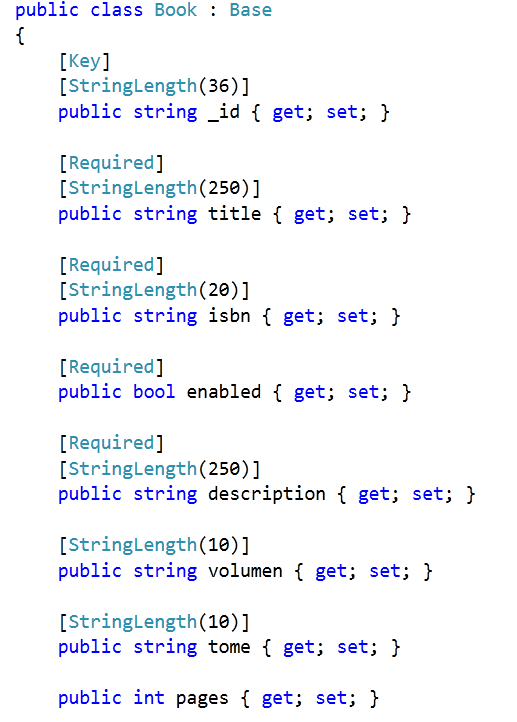 public class Book : Base
{
    [Key]
    [StringLength(36)]
    public string _id { get; set; }
    [Required]
    [StringLength(250)]
    public string title { get; set; }
    [Required]
    [StringLength(20)]
    public string isbn { get; set; }
    [Required]
    public bool enabled { get; set; }
    [Required]
    [StringLength(250)]
    public string description { get; set; }
    [StringLength(10)]
    public string volumen { get; set; }
    [StringLength(10)]
    public string tome { get; set; }
    public int pages { get; set; }